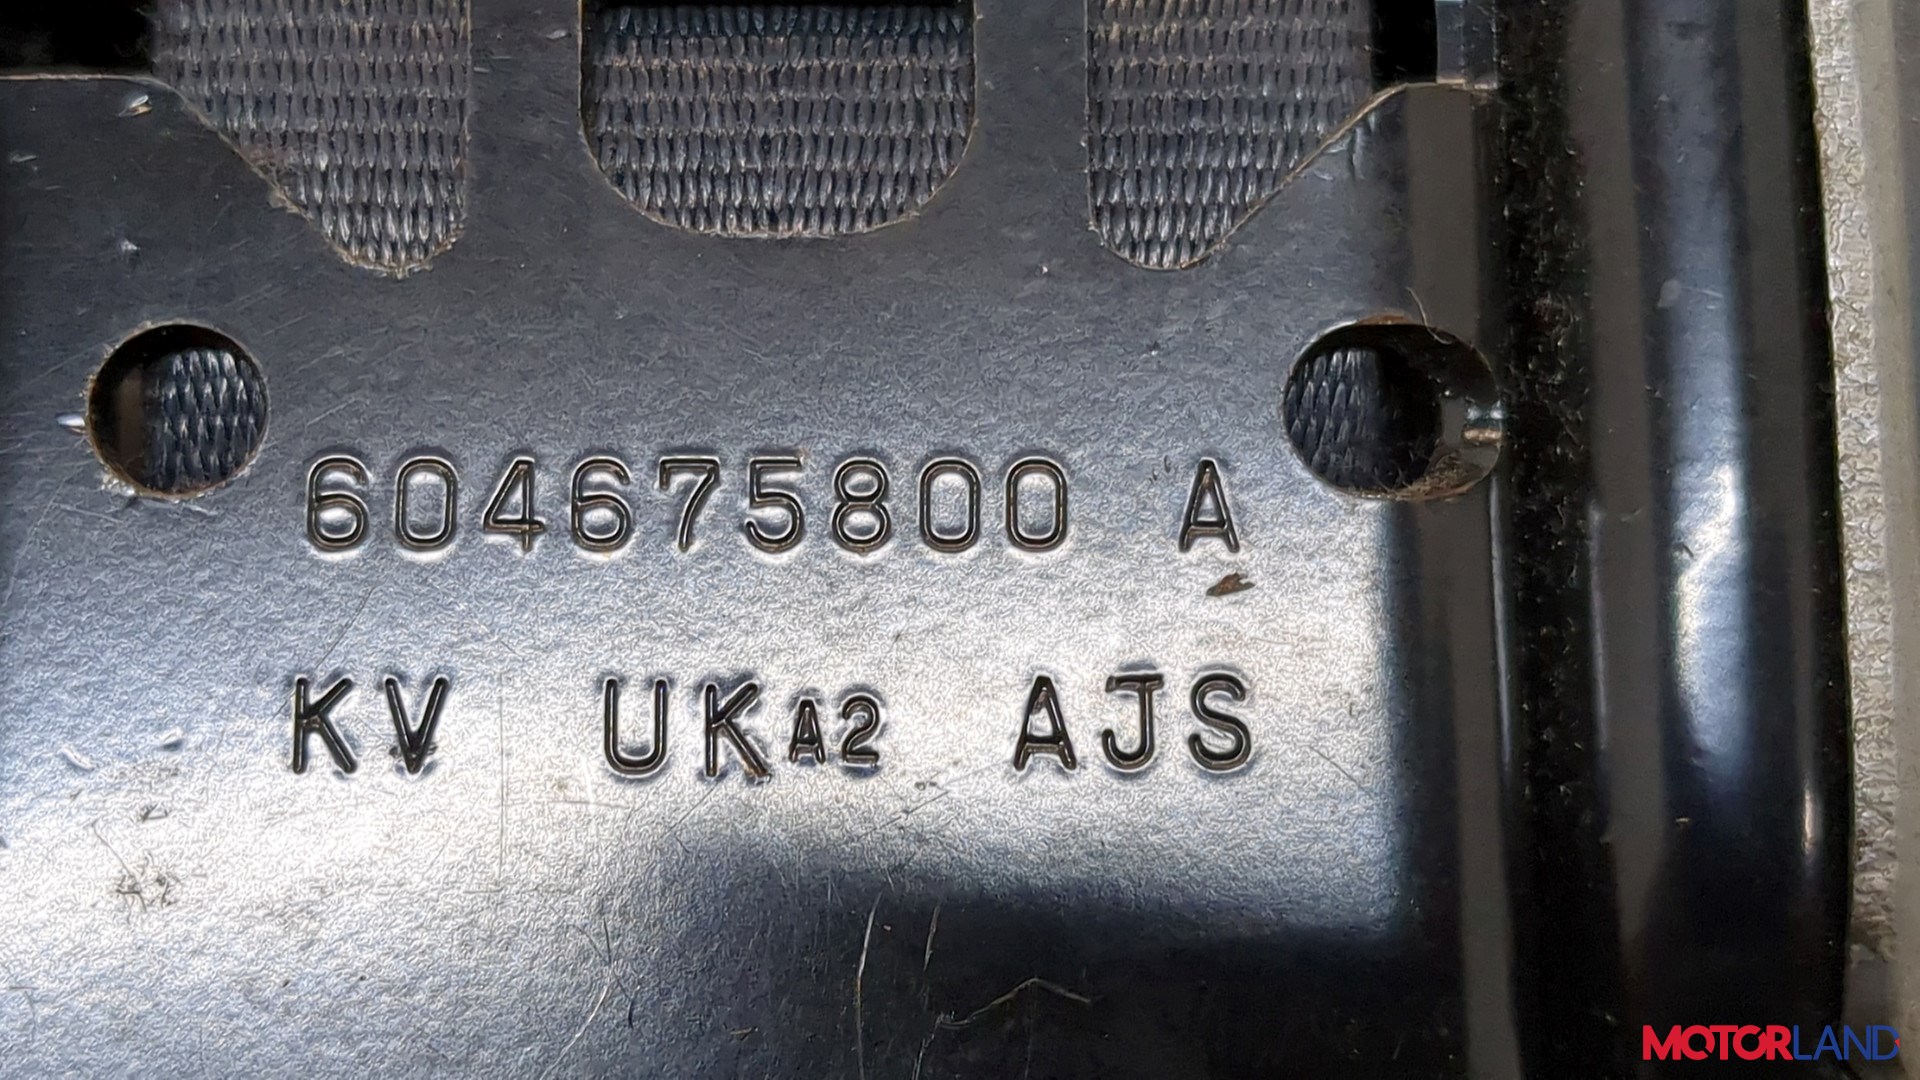 604675800 A
KV UKA2 AJS
MOTORLAND